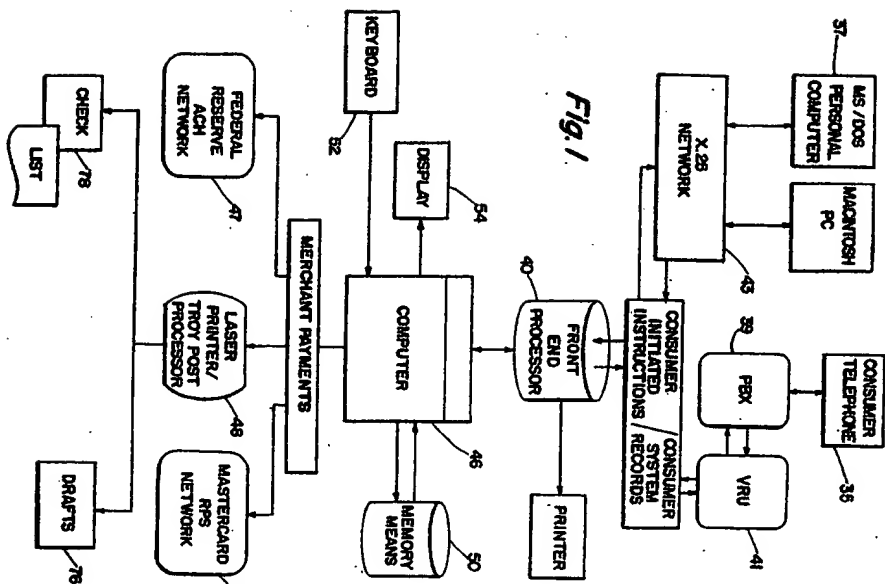 37
MS/DOS
PERSONAL
COMPUTER
MACINTOSH
PC
CONSUMER
TELEPHONE
36
X.25
NETWORK
43
39
PBX
VRU
41
Fig. 1
CONSUMER
INITIATED
INSTRUCTIONS
/
CONSUMER
SYSTEM
RECORDS
40
FRONT
END
PROCESSOR
PRINTER
54
DISPLAY
KEYBOARD
52
COMPUTER
46
MEMORY
MEANS
50
MERCHANT PAYMENTS
FEDERAL
RESERVE
ACH
NETWORK
47
LASER
PRINTER/
TROY POST
PROCESSOR
48
MASTERCARD
RPS
NETWORK
CHECK
78
LIST
DRAFTS
76